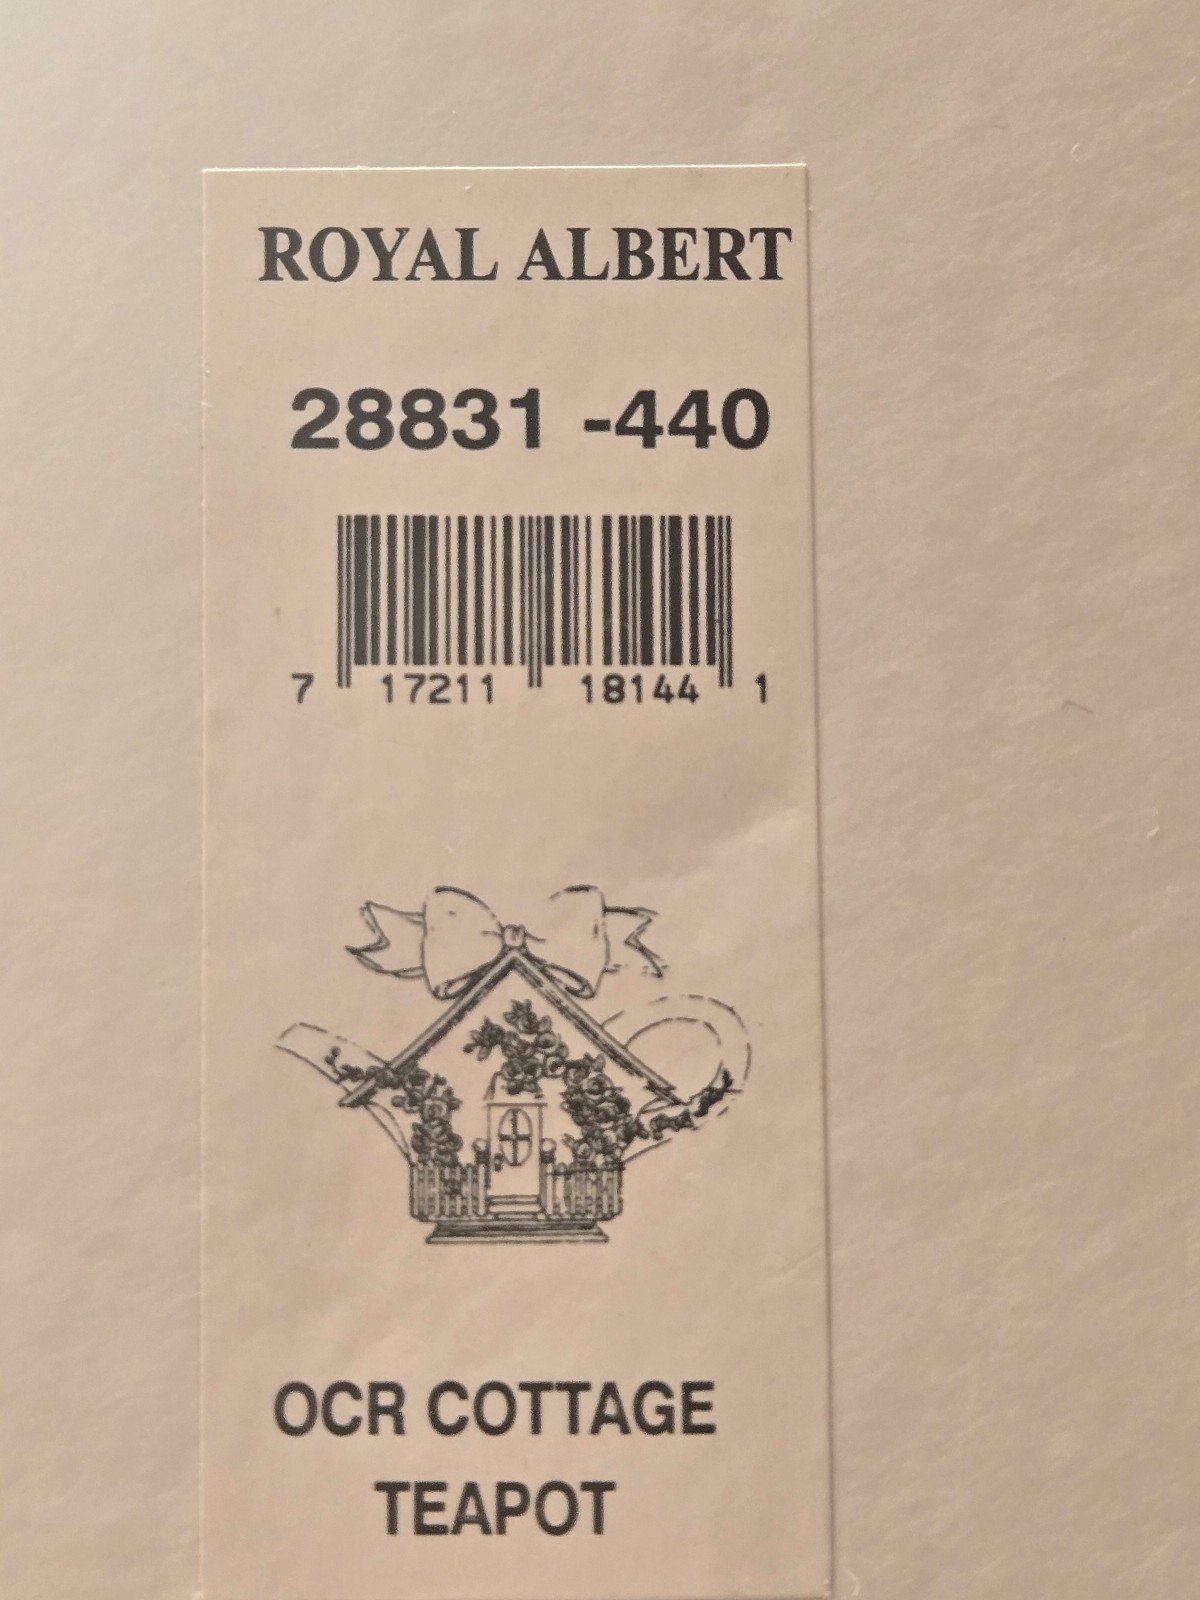 ROYAL ALBERT
28831 -440
7 17211 18144 1
OCR COTTAGE
TEAPOT